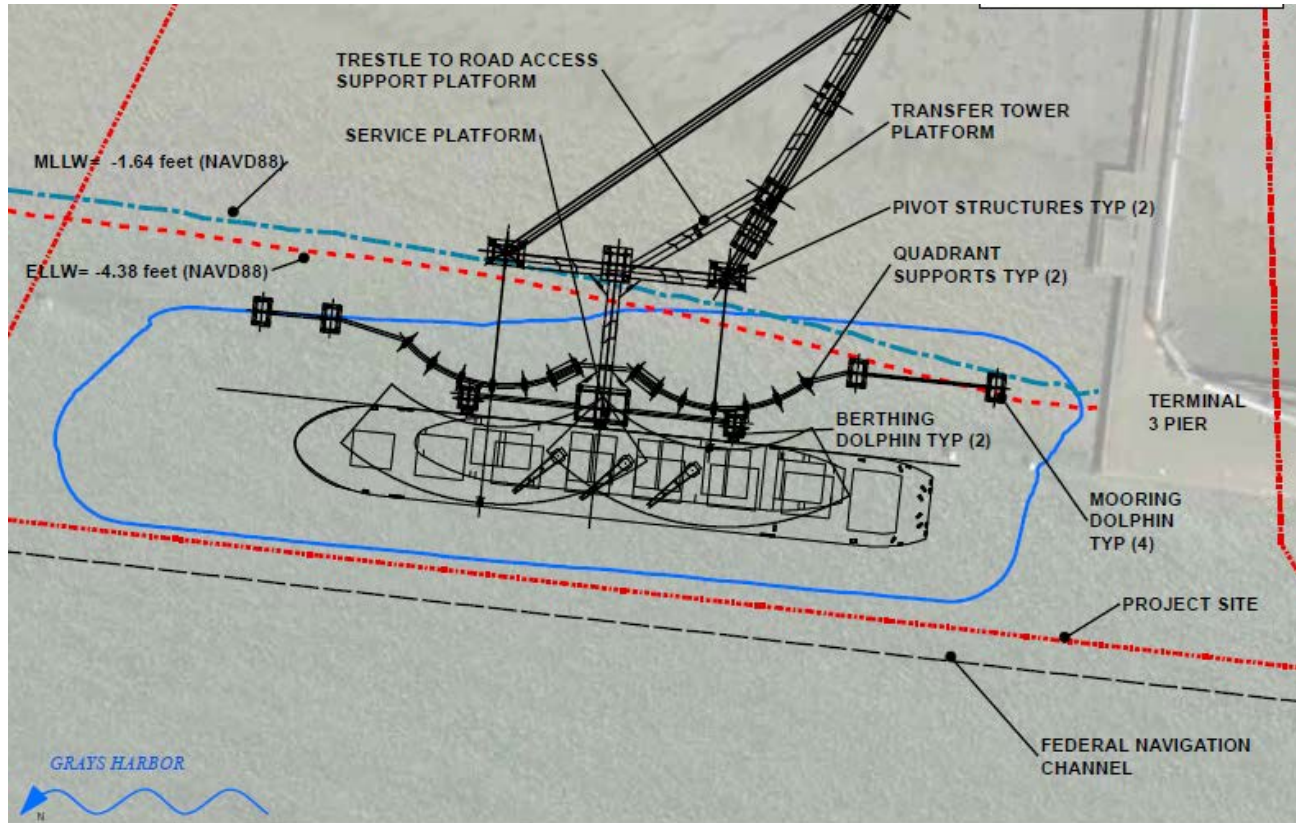 TRESTLE TO ROAD ACCESS
SUPPORT PLATFORM
TRANSFER TOWER
PLATFORM
SERVICE PLATFORM
MLLW= -1.64 feet (NAVD88)
PIVOT STRUCTURES TYP (2)
QUADRANT
SUPPORTS TYP (2)
ELLW= -4.38 feet (NAVD88)
TERMINAL
3 PIER
BERTHING
DOLPHIN TYP (2)
MOORING
DOLPHIN
TYP (4)
PROJECT SITE
FEDERAL NAVIGATION
CHANNEL
GRAYS HARBOR
N